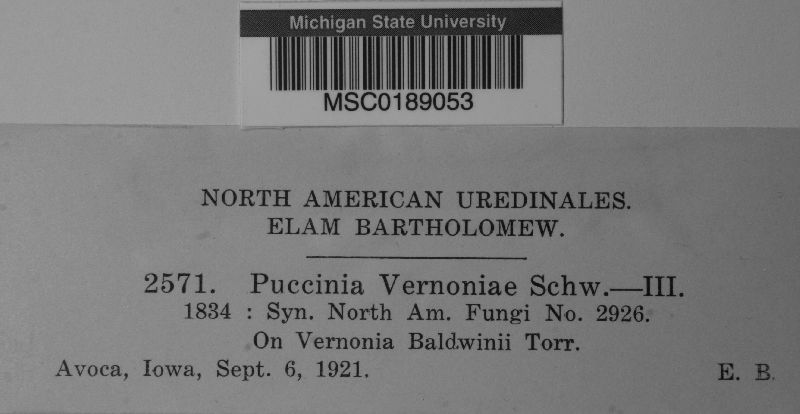 Michigan State University
MSC0189053
NORTH AMERICAN UREDINALES.
ELAM BARTHOLOMEW.
2571. Puccinia Vernoniae Schw.—III.
1834 : Syn. North Am. Fungi No. 2926.
On Vernonia Baldwinii Torr.
Avoca, Iowa, Sept. 6, 1921. E. B.